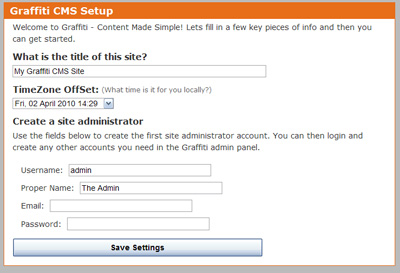 Graffiti CMS Setup
Welcome to Graffiti - Content Made Simple! Lets fill in a few key pieces of info and then you
can get started.
What is the title of this site?
My Graffiti CMS Site
TimeZone OffSet: (What time is it for you locally?)
Fri, 02 April 2010 14:29
Create a site administrator
Use the fields below to create the first site administrator account. You can then login and
create any other accounts you need in the Graffiti admin panel.
Username: admin
Proper Name: The Admin
Email:
Password:
Save Settings